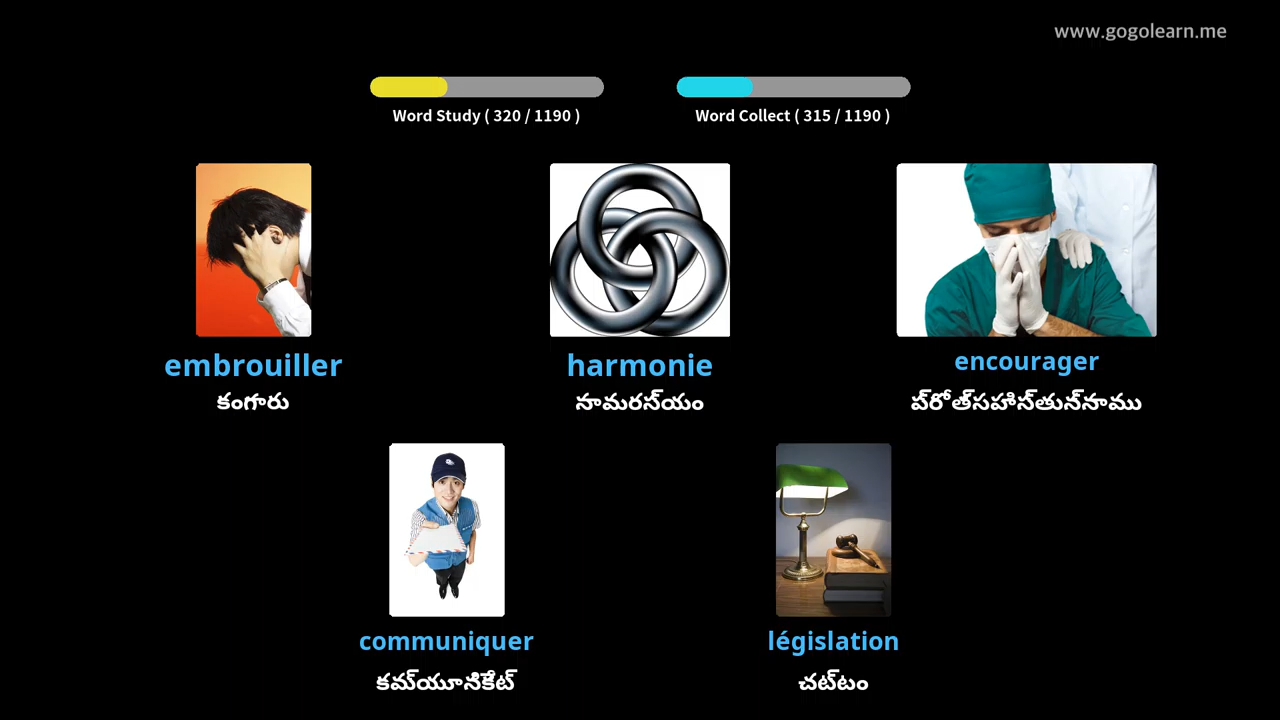 www.gogolearn.me
Word Study ( 320 / 1190 )
Word Collect ( 315 / 1190 )
embrouiller
కంగారు
harmonie
సామరస్యం
encourager
ప్రోత్సహిస్తున్నాము
communiquer
కమ్యూనికేట్
législation
చట్టం